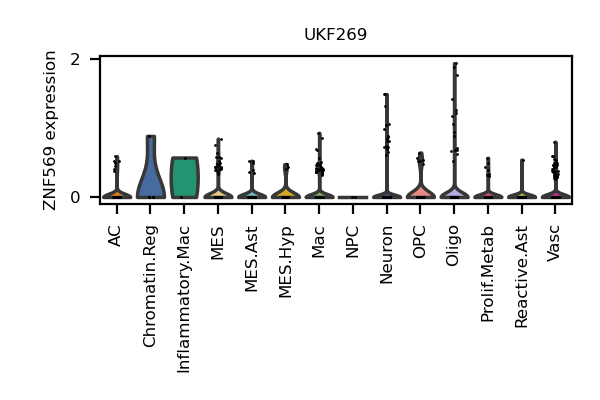 UKF269
ZNF569 expression
2
0
AC
Chromatin.Reg
Inflammatory.Mac
MES
MES.Ast
MES.Hyp
Mac
NPC
Neuron
OPC
Oligo
Prolif.Metab
Reactive.Ast
Vasc